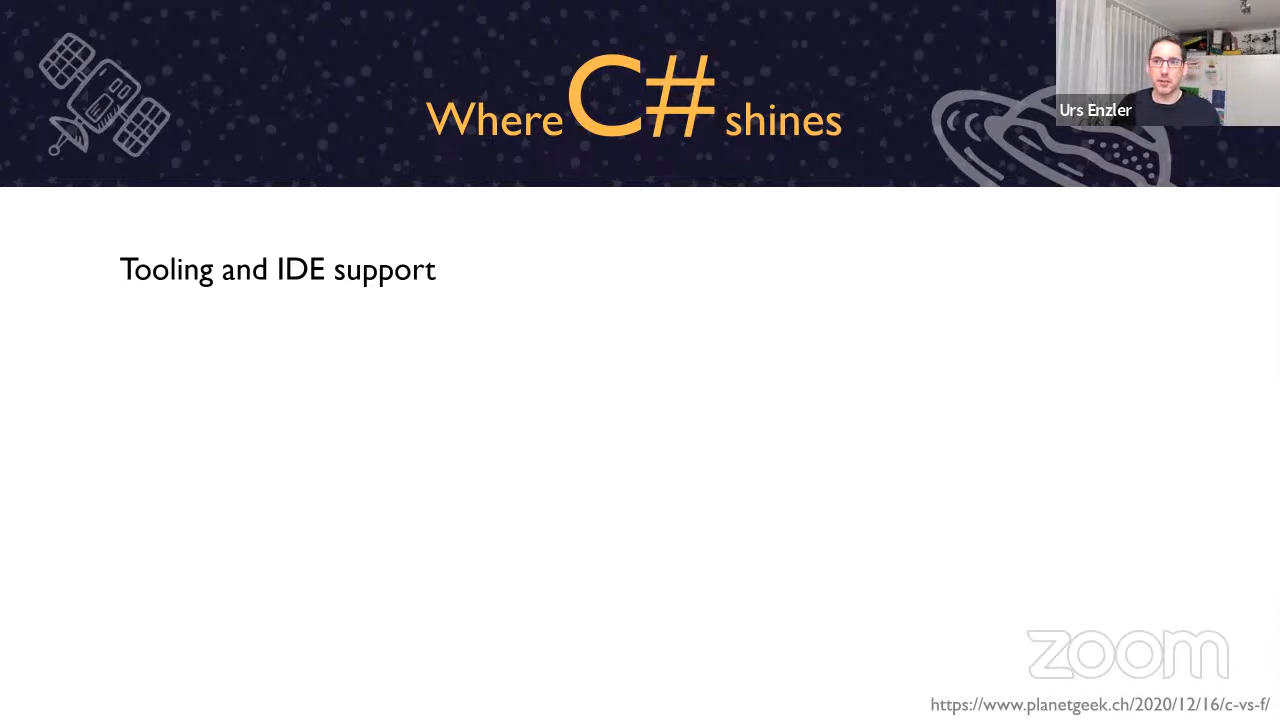 Where C# shines
Urs Enzler
Tooling and IDE support
zoom
https://www.planetgeek.ch/2020/12/16/c-vs-f/